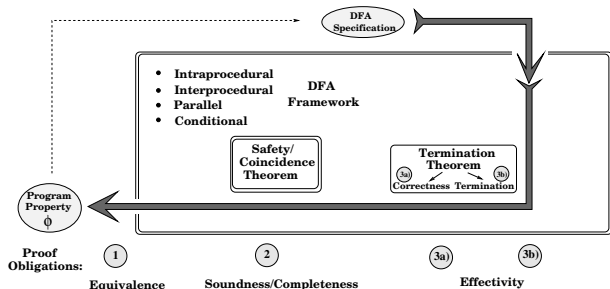 DFA
Specification
• Intraprocedural
• Interprocedural
• Parallel
• Conditional
DFA
Framework
Safety/
Coincidence
Theorem
Termination
Theorem
3a) 3b)
Correctness Termination
Program
Property
ϕ
Proof
Obligations:
1 2 3a) 3b)
Equivalence Soundness/Completeness Effectivity